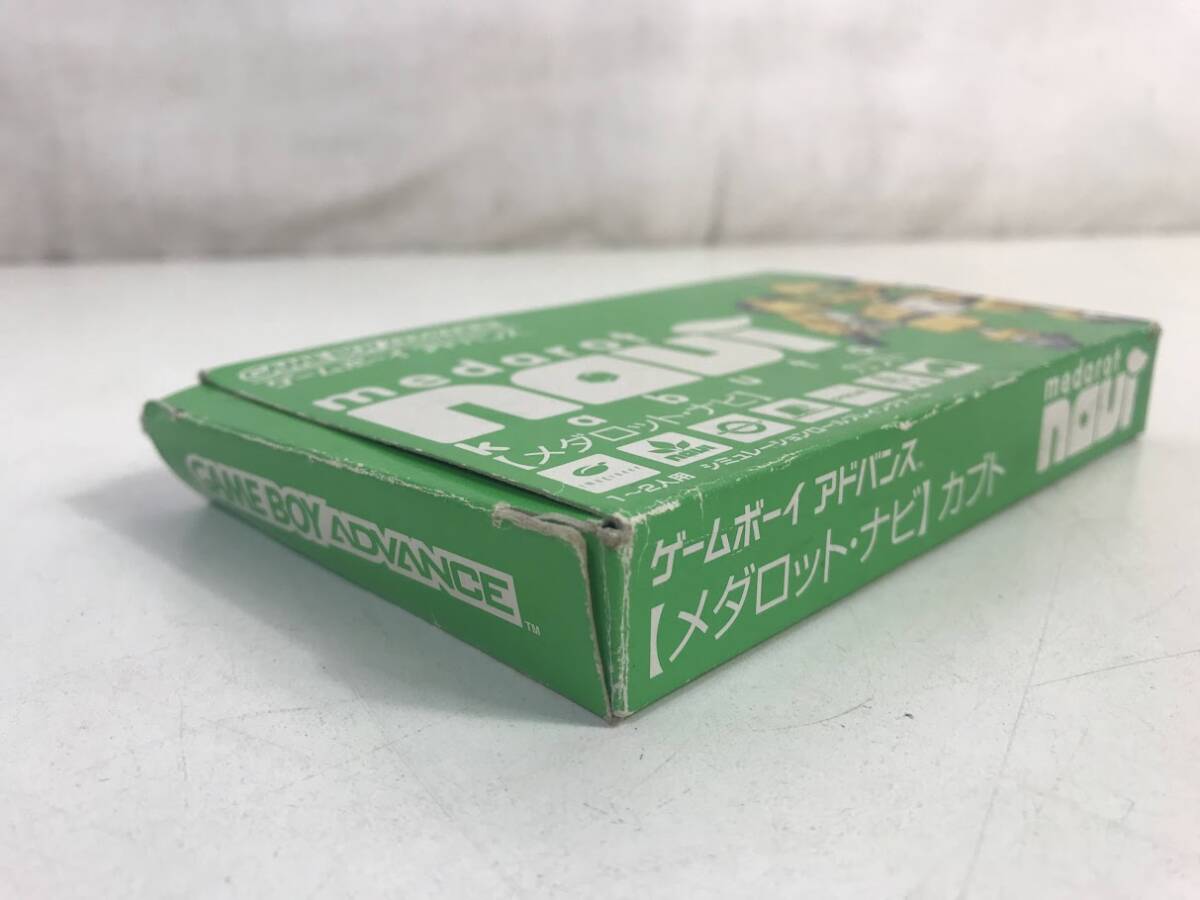 GAME BOY ADVANCE
ゲームボーイ アドバンス
medarot
navi
kabuto
【メダロット・ナビ】
1〜2人用
シミュレーションロールプレイングゲーム
GAME BOY ADVANCE™
ゲームボーイ アドバンス
【メダロット・ナビ】カブト
medarot
navi